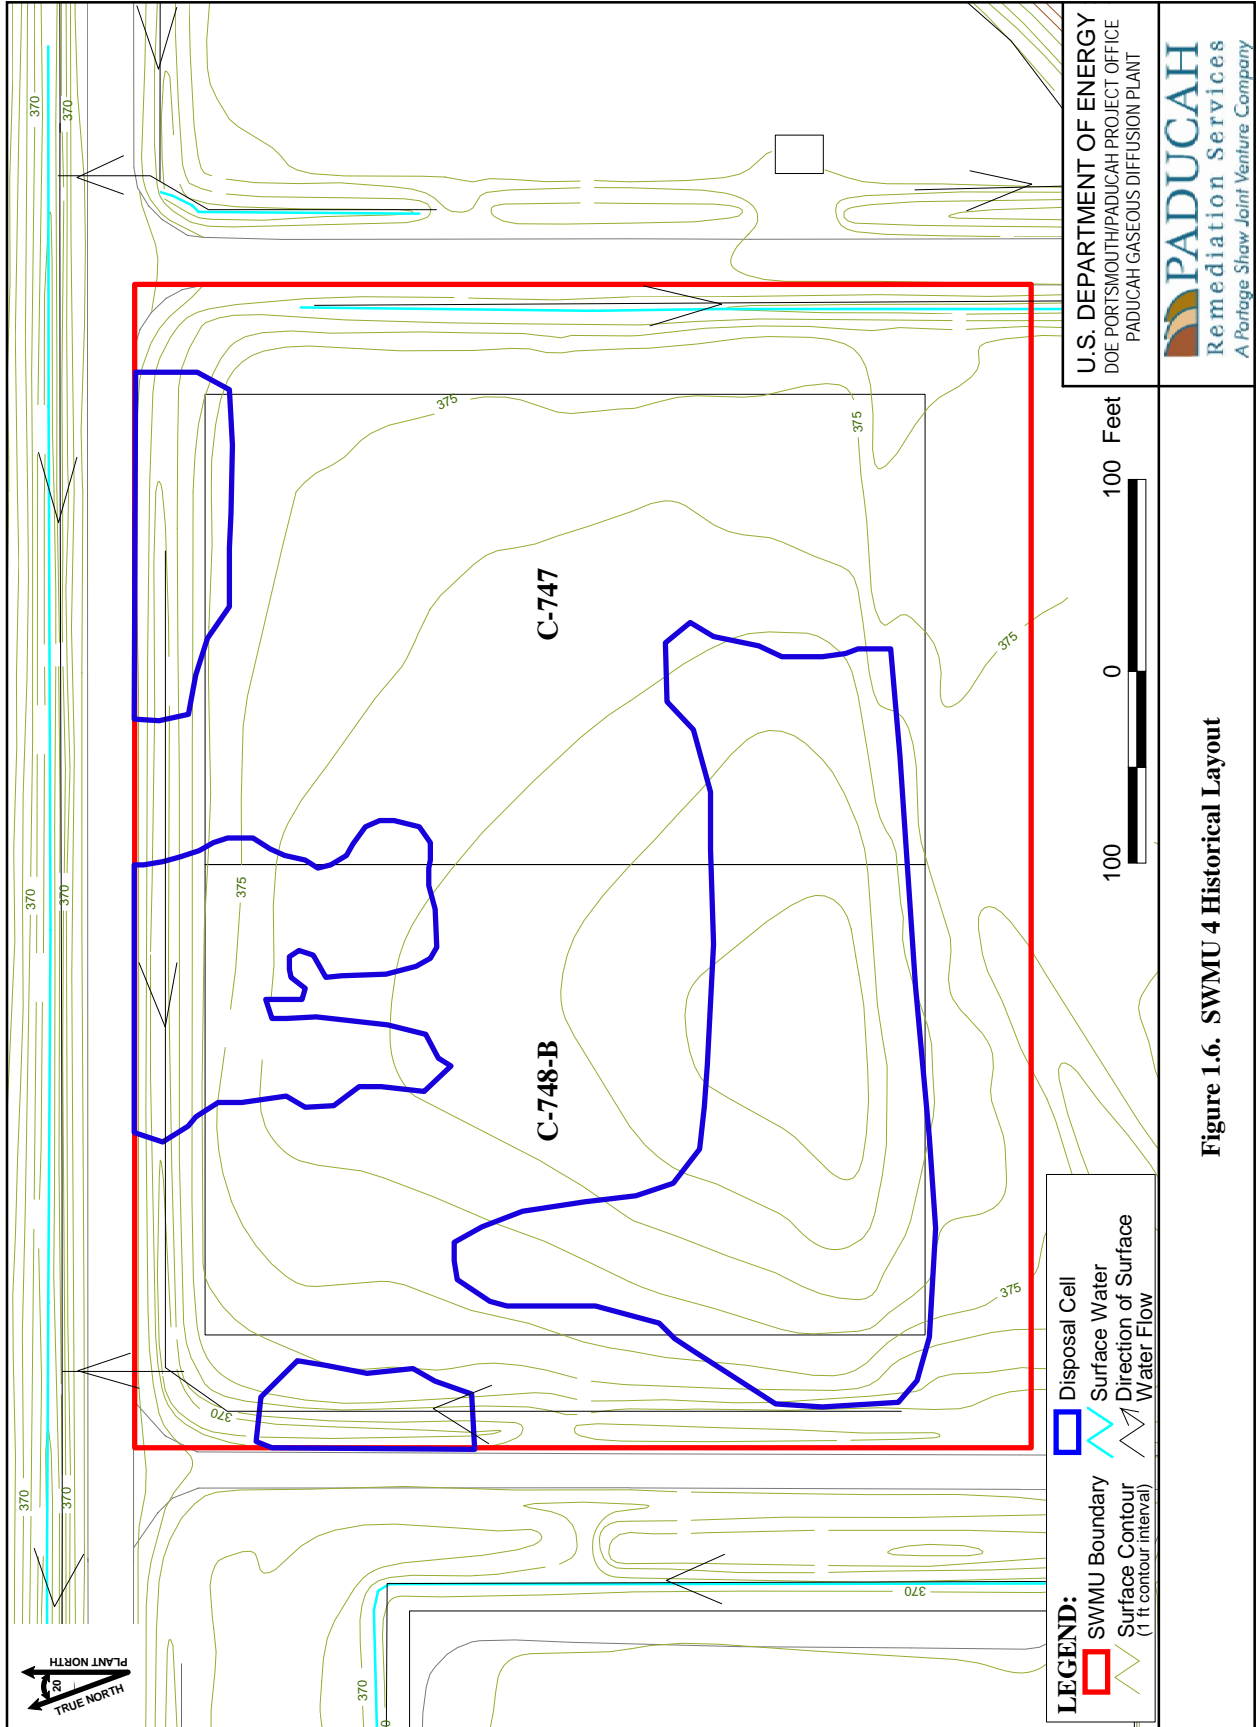 PLANT NORTH
20
TRUE NORTH
370
370
370
370
370
370
370
370
370
0
375
375
375
375
375
370
C-747
C-748-B
LEGEND:
SWMU Boundary
Surface Contour
(1 ft contour interval)
Disposal Cell
Surface Water
Direction of Surface
Water Flow
100 0 100 Feet
U.S. DEPARTMENT OF ENERGY
DOE PORTSMOUTH/PADUCAH PROJECT OFFICE
PADUCAH GASEOUS DIFFUSION PLANT
PADUCAH
Remediation Services
A Portage Shaw Joint Venture Company
Figure 1.6. SWMU 4 Historical Layout